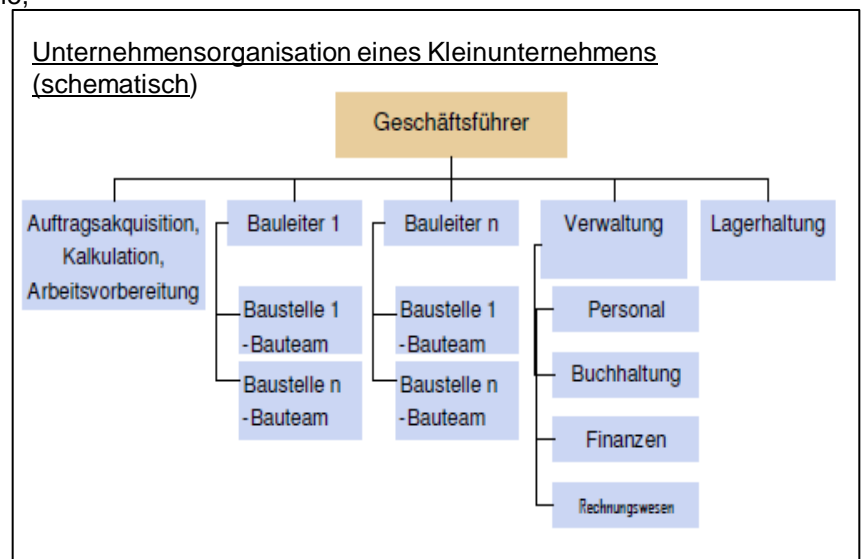 Unternehmensorganisation eines Kleinunternehmens
(schematisch)
Geschäftsführer
Auftragsakquisition,
Kalkulation,
Arbeitsvorbereitung
Bauleiter 1
Baustelle 1
-Bauteam
Baustelle n
-Bauteam
Bauleiter n
Baustelle 1
-Bauteam
Baustelle n
-Bauteam
Verwaltung
Personal
Buchhaltung
Finanzen
Rechnungswesen
Lagerhaltung